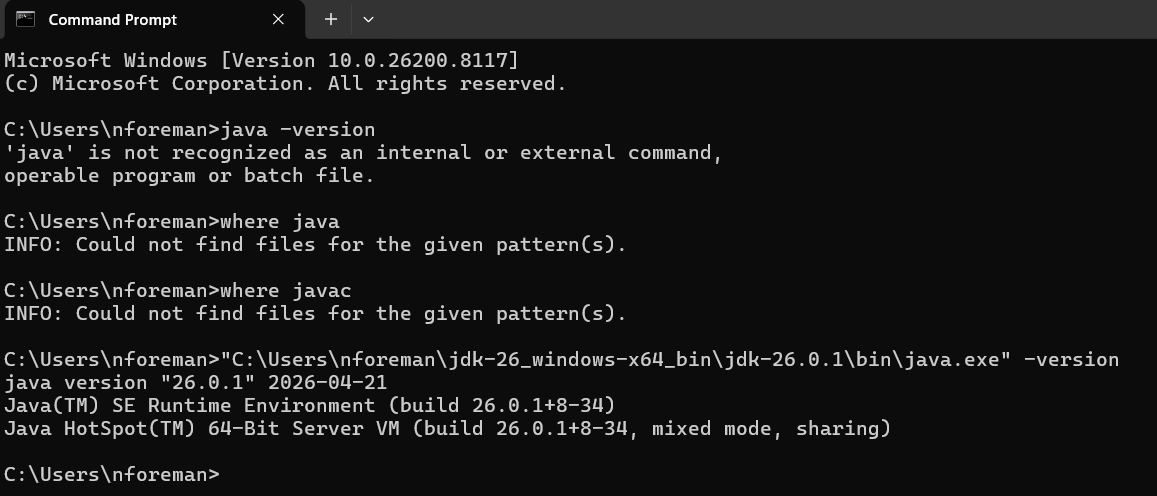 Command Prompt
Microsoft Windows [Version 10.0.26200.8117]
(c) Microsoft Corporation. All rights reserved.
C:\Users\nforeman>java -version
'java' is not recognized as an internal or external command,
operable program or batch file.
C:\Users\nforeman>where java
INFO: Could not find files for the given pattern(s).
C:\Users\nforeman>where javac
INFO: Could not find files for the given pattern(s).
C:\Users\nforeman>"C:\Users\nforeman\jdk-26_windows-x64_bin\jdk-26.0.1\bin\java.exe" -version
java version "26.0.1" 2026-04-21
Java(TM) SE Runtime Environment (build 26.0.1+8-34)
Java HotSpot(TM) 64-Bit Server VM (build 26.0.1+8-34, mixed mode, sharing)
C:\Users\nforeman>